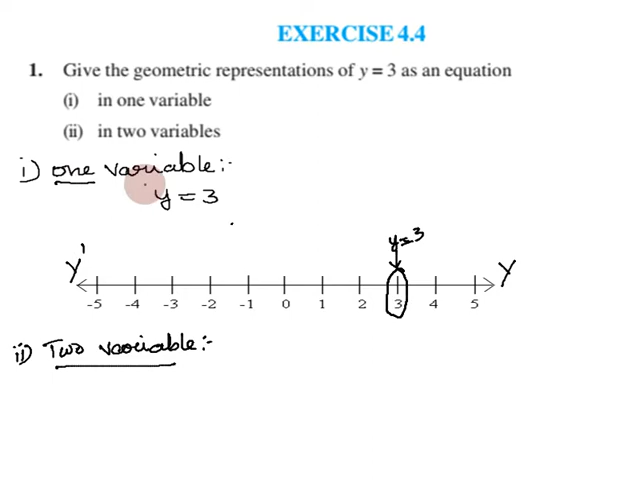 EXERCISE 4.4
1. Give the geometric representations of y = 3 as an equation
(i) in one variable
(ii) in two variables
i) one variable:-
y = 3
y=3
Y' Y
-5 -4 -3 -2 -1 0 1 2 3 4 5
ii) Two variable:-